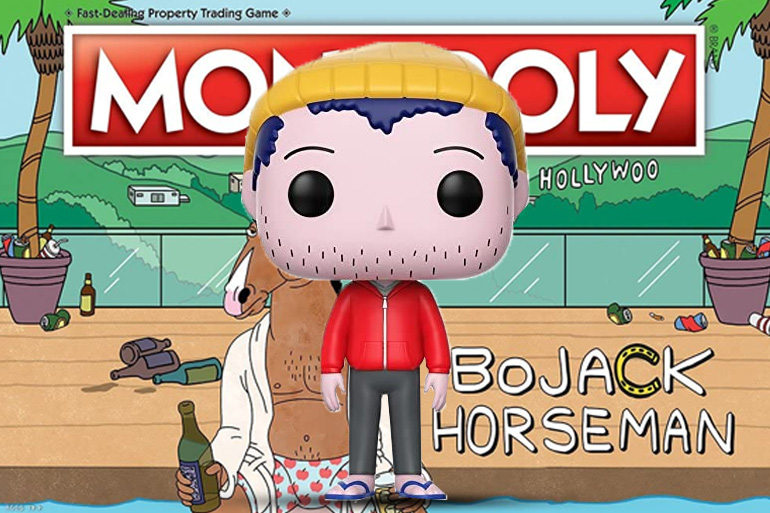 Fast-Dealing Property Trading Game
MONOPOLY
HOLLYWOO
BOJACK
HORSEMAN